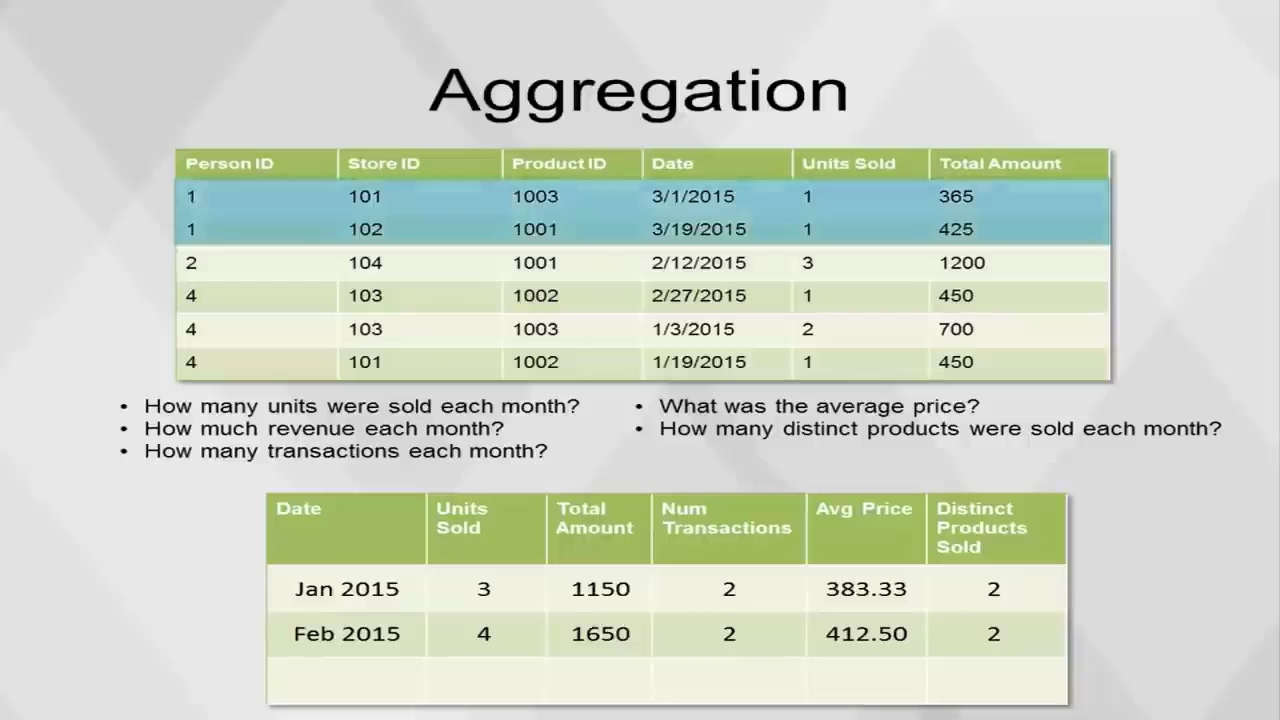 Aggregation
Person ID Store ID Product ID Date Units Sold Total Amount
1 101 1003 3/1/2015 1 365
1 102 1001 3/19/2015 1 425
2 104 1001 2/12/2015 3 1200
4 103 1002 2/27/2015 1 450
4 103 1003 1/3/2015 2 700
4 101 1002 1/19/2015 1 450
• How many units were sold each month?
• How much revenue each month?
• How many transactions each month?
• What was the average price?
• How many distinct products were sold each month?
Date Units Total Num Avg Price Distinct
Sold Amount Transactions Products
Sold
Jan 2015 3 1150 2 383.33 2
Feb 2015 4 1650 2 412.50 2